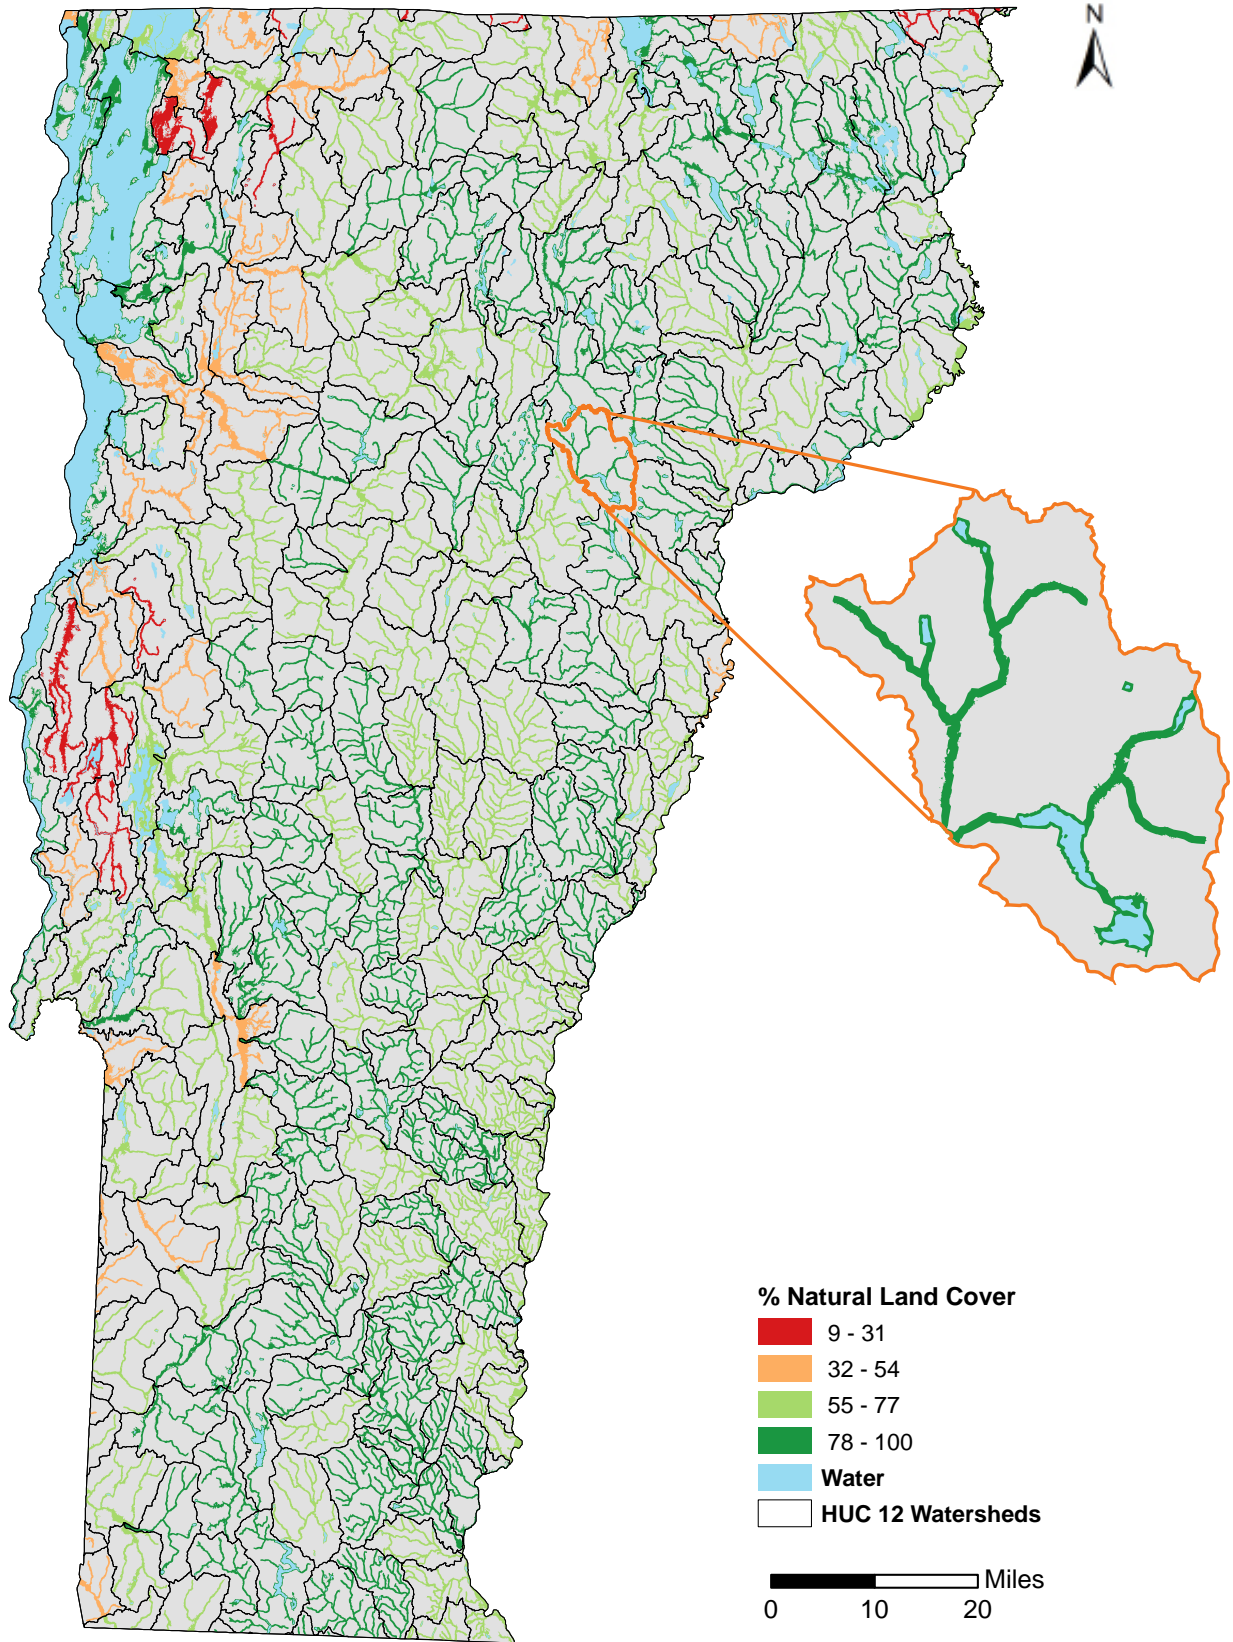 N
% Natural Land Cover
9 - 31
32 - 54
55 - 77
78 - 100
Water
HUC 12 Watersheds
Miles
0 10 20